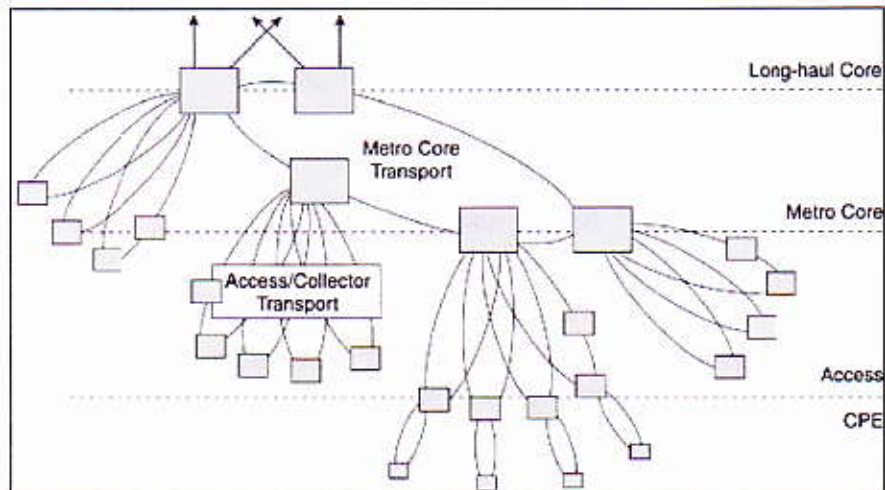 Long-haul Core
Metro Core
Transport
Metro Core
Access/Collector
Transport
Access
CPE